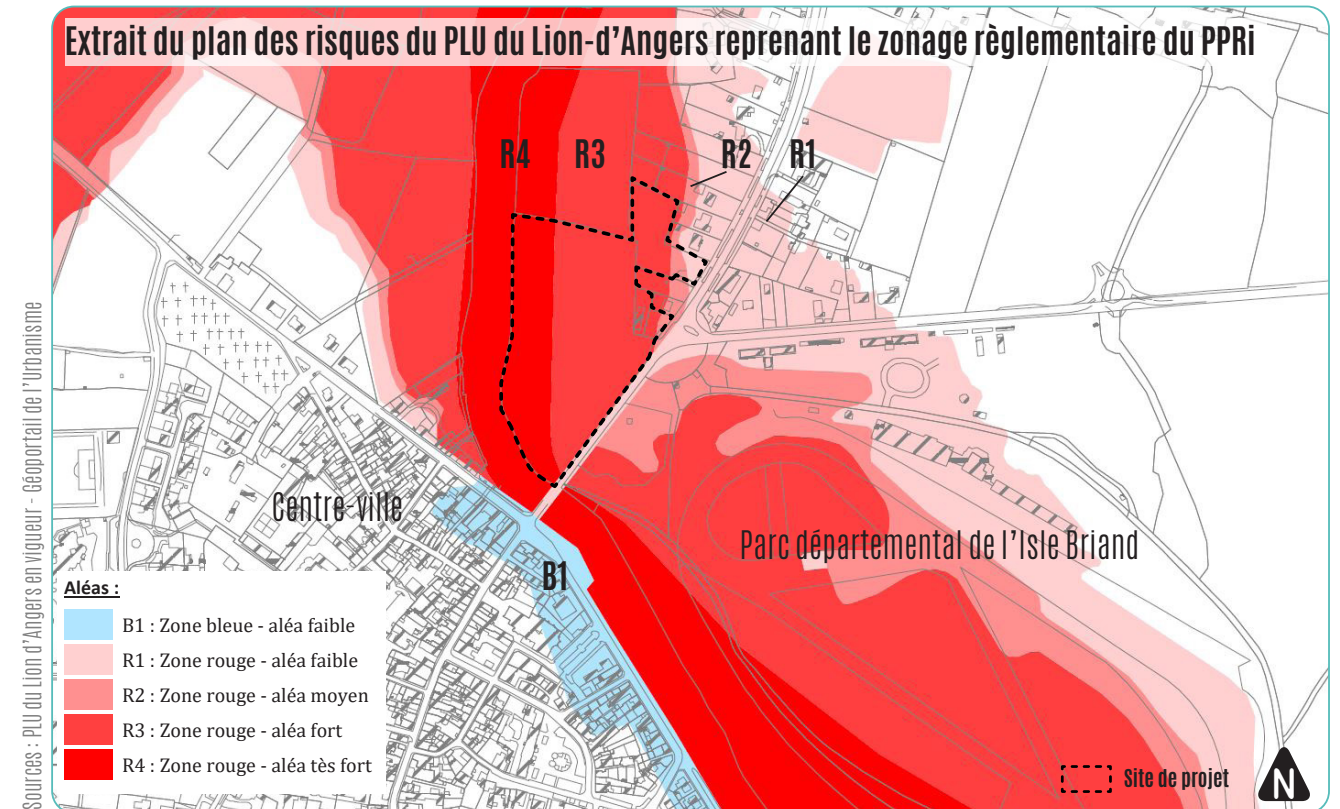 Extrait du plan des risques du PLU du Lion-d’Angers reprenant le zonage règlementaire du PPRi
R4
R3
R2
R1
Centre-ville
Parc départemental de l’Isle Briand
B1
Aléas :
B1 : Zone bleue - aléa faible
R1 : Zone rouge - aléa faible
R2 : Zone rouge - aléa moyen
R3 : Zone rouge - aléa fort
R4 : Zone rouge - aléa tès fort
Site de projet
N
Sources : PLU du Lion d’Angers en vigueur - Géoportail de l’Urbanisme